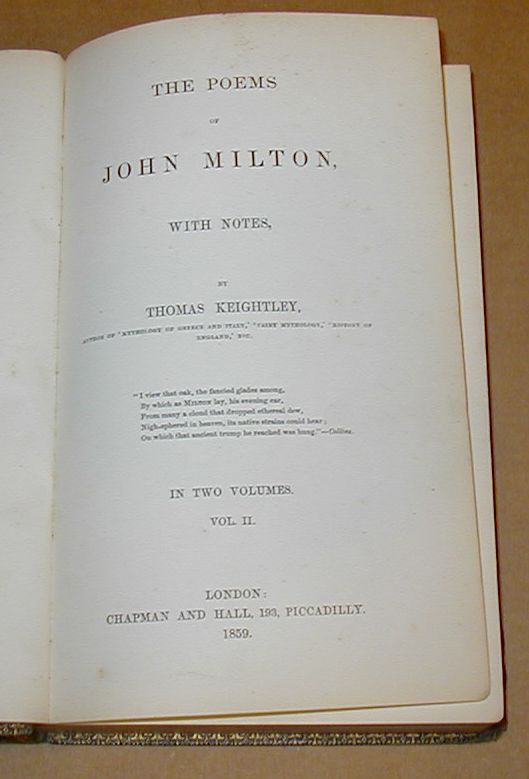 THE POEMS
OF
JOHN MILTON,
WITH NOTES,
BY
THOMAS KEIGHTLEY,
AUTHOR OF 'MYTHOLOGY OF GREECE AND ITALY,' 'FAIRY MYTHOLOGY,' 'HISTORY OF
ENGLAND,' ETC.
"I view that oak, the fancied glades among,
By which as MILTON lay, his evening ear,
From many a cloud that dropped ethereal dew,
Nigh-sphered in heaven, its native strains could hear;
On which that ancient trump he reached was hung."—Collins.
IN TWO VOLUMES.
VOL. II.
LONDON:
CHAPMAN AND HALL, 193, PICCADILLY.
1859.